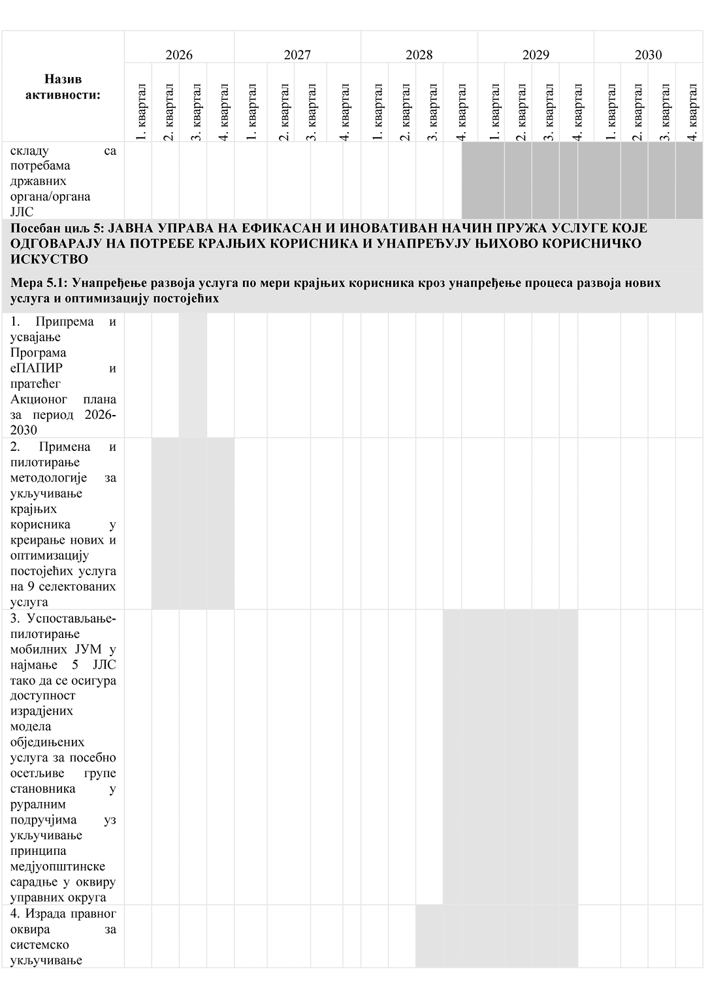 Назив
активности:
2026
2027
2028
2029
2030
1. квартал
2. квартал
3. квартал
4. квартал
1. квартал
2. квартал
3. квартал
4. квартал
1. квартал
2. квартал
3. квартал
4. квартал
1. квартал
2. квартал
3. квартал
4. квартал
1. квартал
2. квартал
3. квартал
4. квартал
складу са
потребама
државних
органа/органа
ЈЛС
Посебан циљ 5: ЈАВНА УПРАВА НА ЕФИКАСАН И ИНОВАТИВАН НАЧИН ПРУЖА УСЛУГЕ КОЈЕ
ОДГОВАРАЈУ НА ПОТРЕБЕ КРАЈЊИХ КОРИСНИКА И УНАПРЕЂУЈУ ЊИХОВО КОРИСНИЧКО
ИСКУСТВО
Мера 5.1: Унапређење развоја услуга по мери крајњих корисника кроз унапређење процеса развоја нових
услуга и оптимизацију постојећих
1. Припрема и
усвајање
Програма
еПАПИР и
пратећег
Акционог плана
за период 2026-
2030
2. Примена и
пилотирање
методологије за
укључивање
крајњих
корисника у
креирање нових и
оптимизацију
постојећих услуга
на 9 селектованих
услуга
3. Успостављање-
пилотирање
мобилних ЈУМ у
најмање 5 ЈЛС
тако да се осигура
доступност
израдјених
модела
обједињених
услуга за посебно
осетљиве групе
становника у
руралним
подручјима уз
укључивање
принципа
медјуопштинске
сарадње у оквиру
управних округа
4. Израда правног
оквира за
системско
укључивање